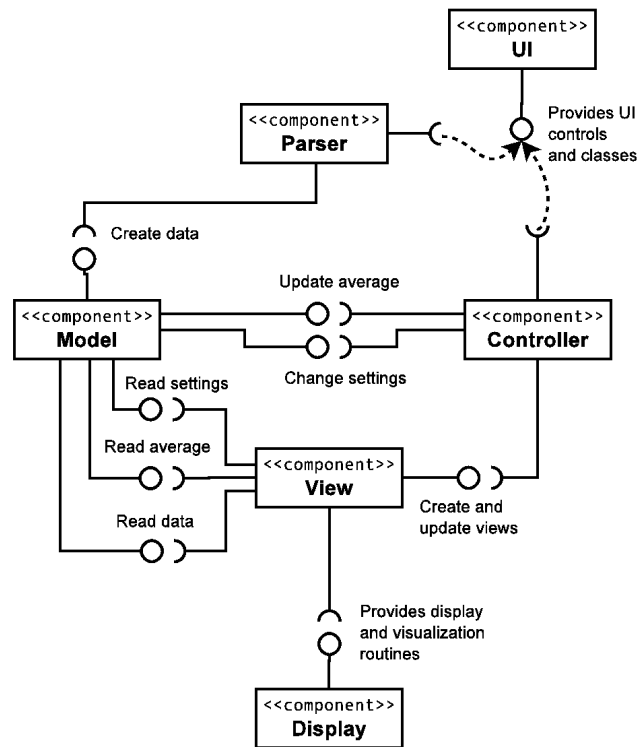 <<component>>
UI
Provides UI
controls
and classes
<<component>>
Parser
Create data
<<component>>
Model
Update average
Change settings
<<component>>
Controller
Read settings
Read average
Read data
<<component>>
View
Create and
update views
Provides display
and visualization
routines
<<component>>
Display